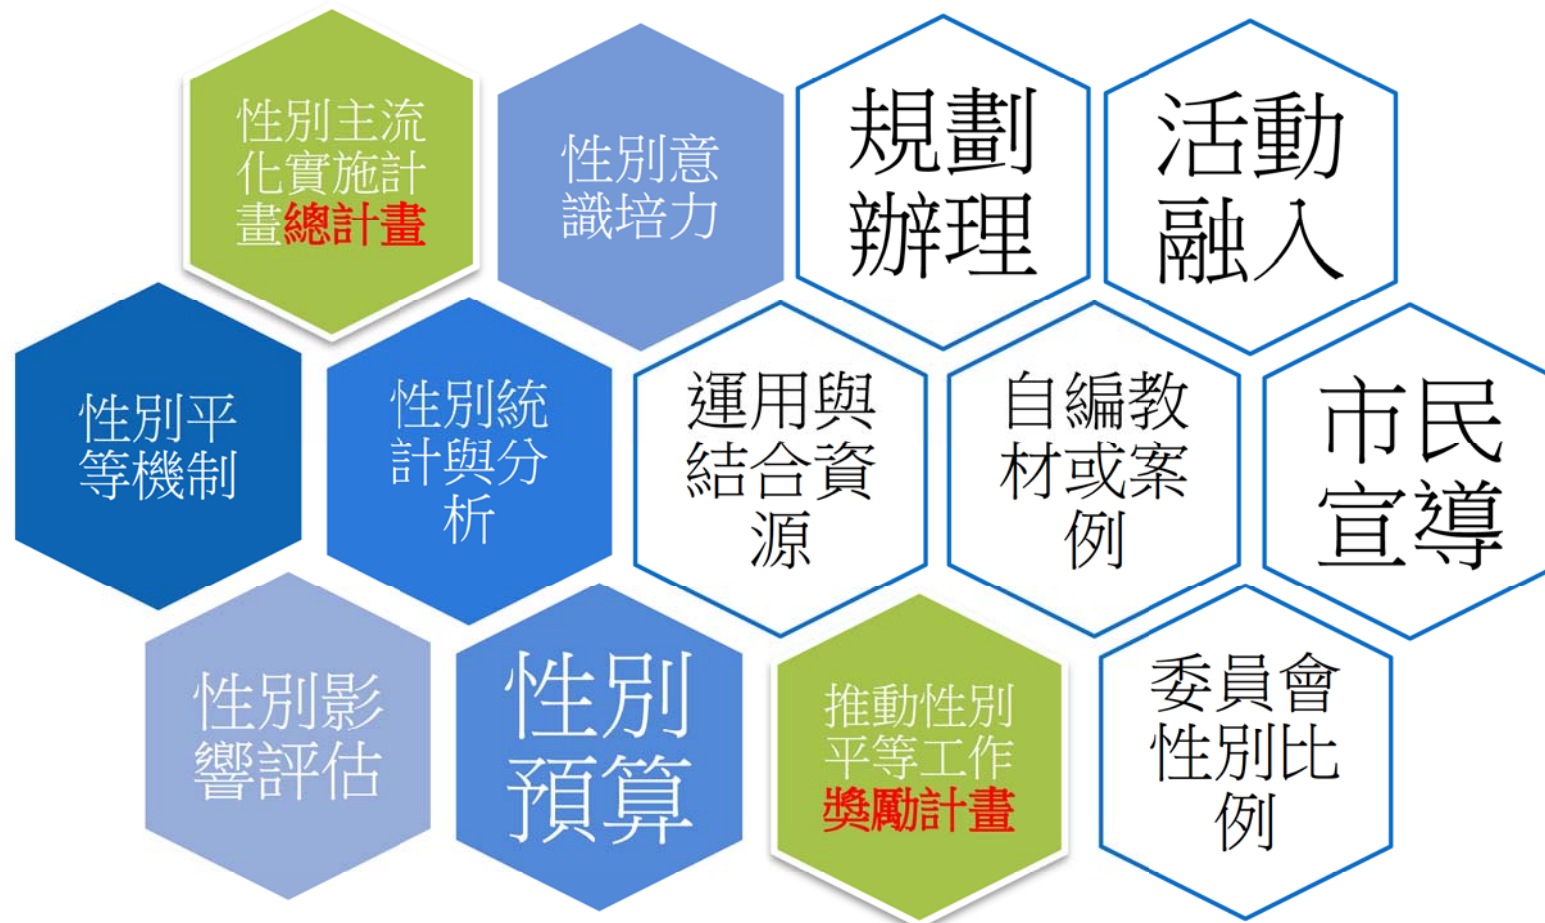 性別主流
化實施計
畫總計畫
性別意
識培力
規劃
辦理
活動
融入
性別平
等機制
性別統
計與分
析
運用與
結合資
源
自編教
材或案
例
市民
宣導
性別影
響評估
性別
預算
推動性別
平等工作
獎勵計畫
委員會
性別比
例